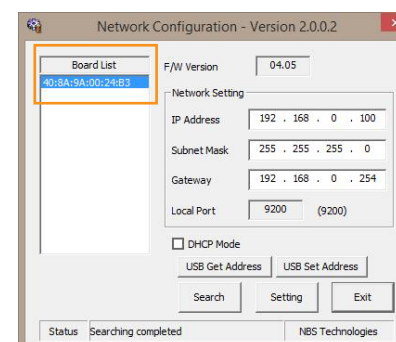 Network Configuration - Version 2.0.0.2
Board List
40:8A:9A:00:24:B3
F/W Version 04.05
Network Setting
IP Address 192 . 168 . 0 . 100
Subnet Mask 255 . 255 . 255 . 0
Gateway 192 . 168 . 0 . 254
Local Port 9200 (9200)
DHCP Mode
USB Get Address USB Set Address
Search Setting Exit
Status Searching completed NBS Technologies